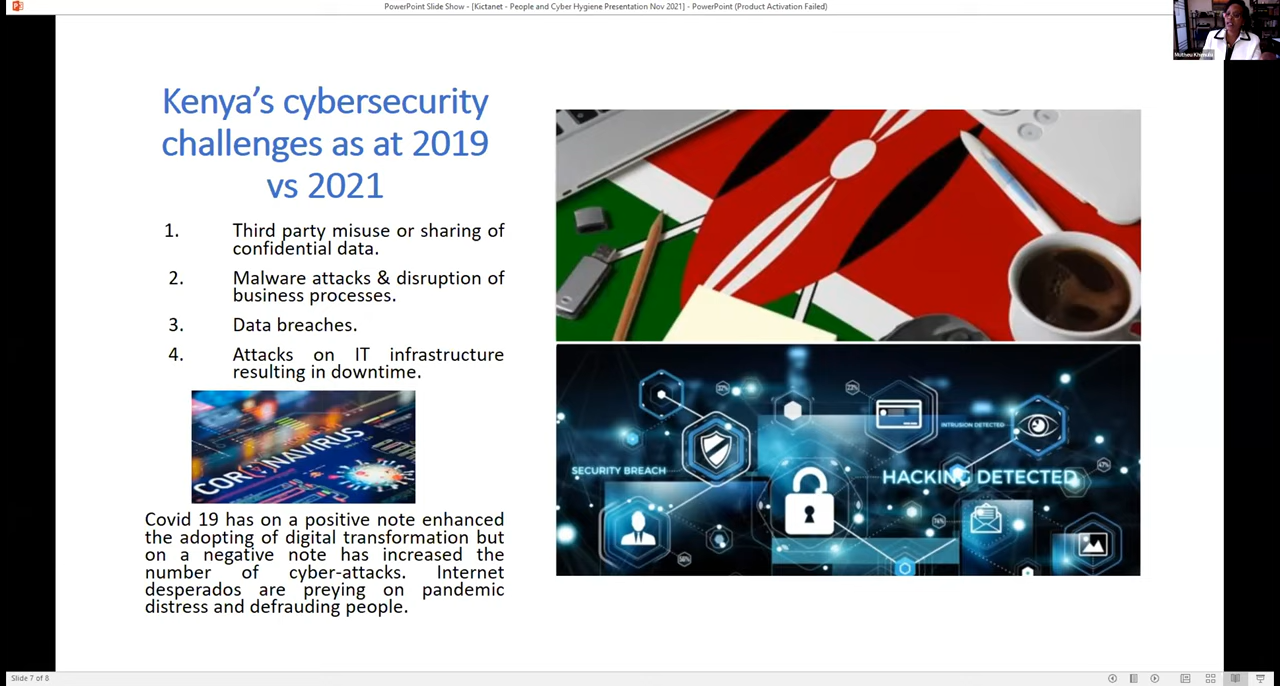 PowerPoint Slide Show - [Kictanet - People and Cyber Hygiene Presentation Nov 2021] - PowerPoint (Product Activation Failed)
Kenya's cybersecurity
challenges as at 2019
vs 2021
1. Third party misuse or sharing of
confidential data.
2. Malware attacks & disruption of
business processes.
3. Data breaches.
4. Attacks on IT infrastructure
resulting in downtime.
CORONAVIRUS
Covid 19 has on a positive note enhanced
the adopting of digital transformation but
on a negative note has increased the
number of cyber-attacks. Internet
desperados are preying on pandemic
distress and defrauding people.
INTRUSION DETECTED
SECURITY BREACH
HACKING DETECTED
Slide 7 of 8